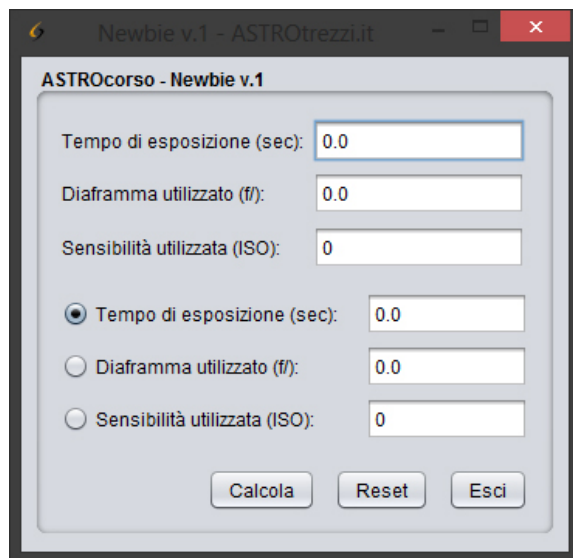 Newbie v.1 - ASTROtrezzi.it
ASTROcorso - Newbie v.1
Tempo di esposizione (sec): 0.0
Diaframma utilizzato (f/): 0.0
Sensibilità utilizzata (ISO): 0
Tempo di esposizione (sec): 0.0
Diaframma utilizzato (f/): 0.0
Sensibilità utilizzata (ISO): 0
Calcola Reset Esci